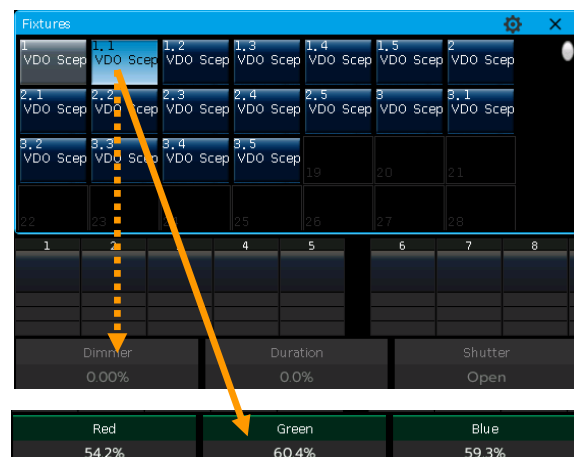 Fixtures
1 1.1 1.2 1.3 1.4 1.5 2
VDO Scep VDO Scep VDO Scep VDO Scep VDO Scep VDO Scep VDO Scep
2.1 2.2 2.3 2.4 2.5 3 3.1
VDO Scep VDO Scep VDO Scep VDO Scep VDO Scep VDO Scep VDO Scep
3.2 3.3 3.4 3.5
VDO Scep VDO Scep VDO Scep VDO Scep
19 20 21
22 23 25 26 27 28
1 2 4 5 6 7 8
Dimmer Duration Shutter
0.00% 0.0% Open
Red Green Blue
54.2% 60.4% 59.3%